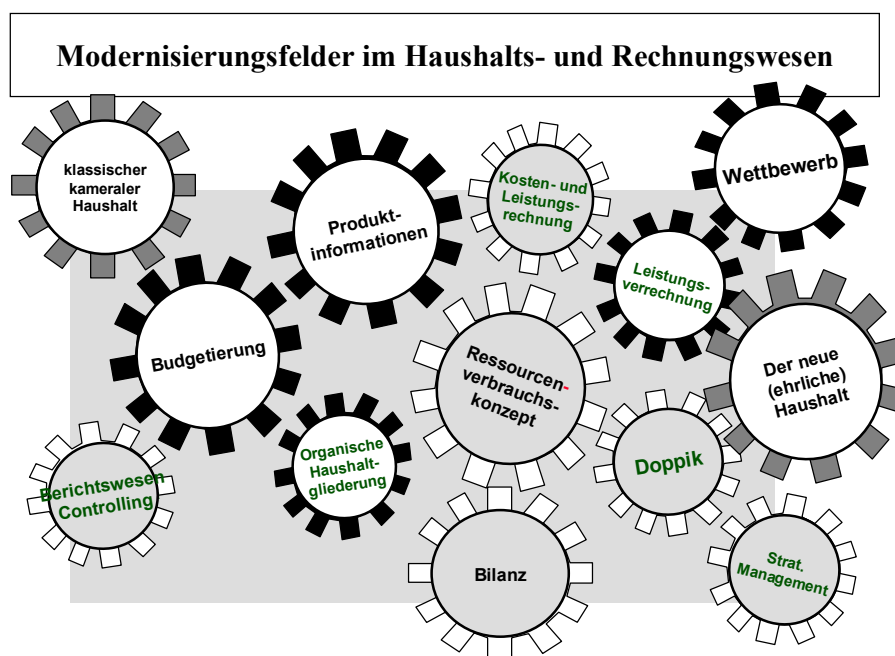 Modernisierungsfelder im Haushalts- und Rechnungswesen
klassischer
kameraler
Haushalt
Produkt-
informationen
Kosten- und
Leistungs-
rechnung
Wettbewerb
Leistungs-
verrechnung
Budgetierung
Ressourcen-
verbrauchs-
konzept
Der neue
(ehrliche)
Haushalt
Berichtswesen
Controlling
Organische
Haushalt-
gliederung
Doppik
Bilanz
Strat.
Management